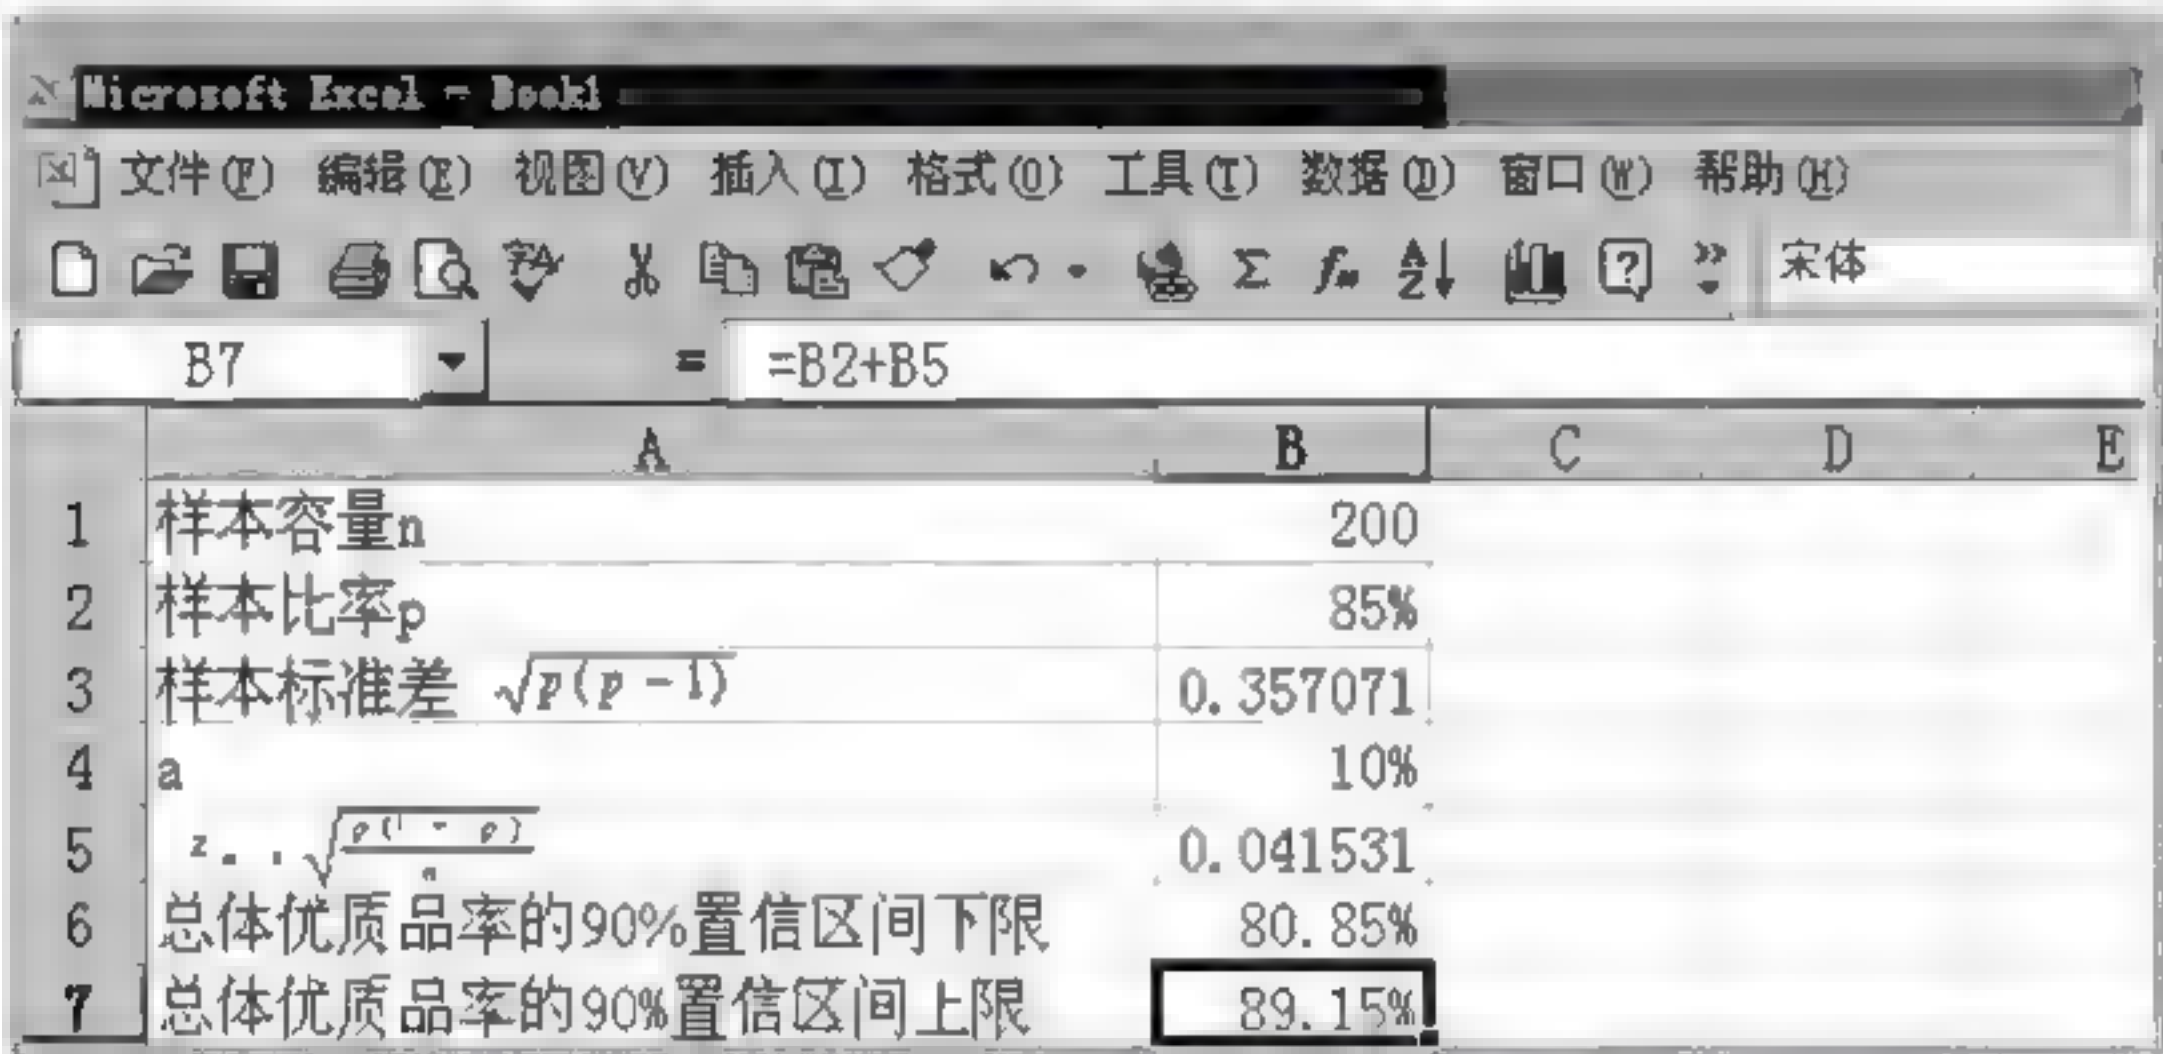 Microsoft Excel - Book1
文件(F) 编辑(E) 视图(V) 插入(I) 格式(O) 工具(T) 数据(D) 窗口(W) 帮助(H)
宋体
B7 = =B2+B5
A B C D E
1 样本容量n 200
2 样本比率p 85%
3 样本标准差 √p(p-1) 0.357071
4 a 10%
5 z √p(1-p)/n 0.041531
6 总体优质品率的90%置信区间下限 80.85%
7 总体优质品率的90%置信区间上限 89.15%